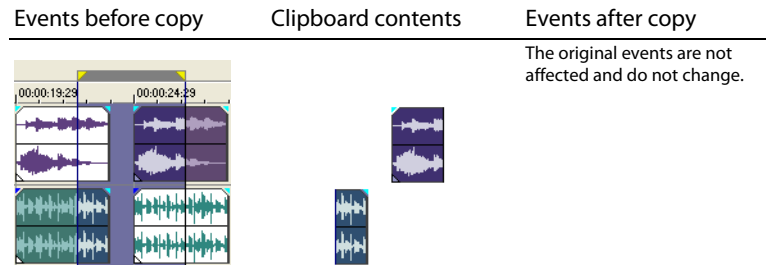 Events before copy
Clipboard contents
Events after copy
The original events are not
affected and do not change.
00:00:19:29
00:00:24:29